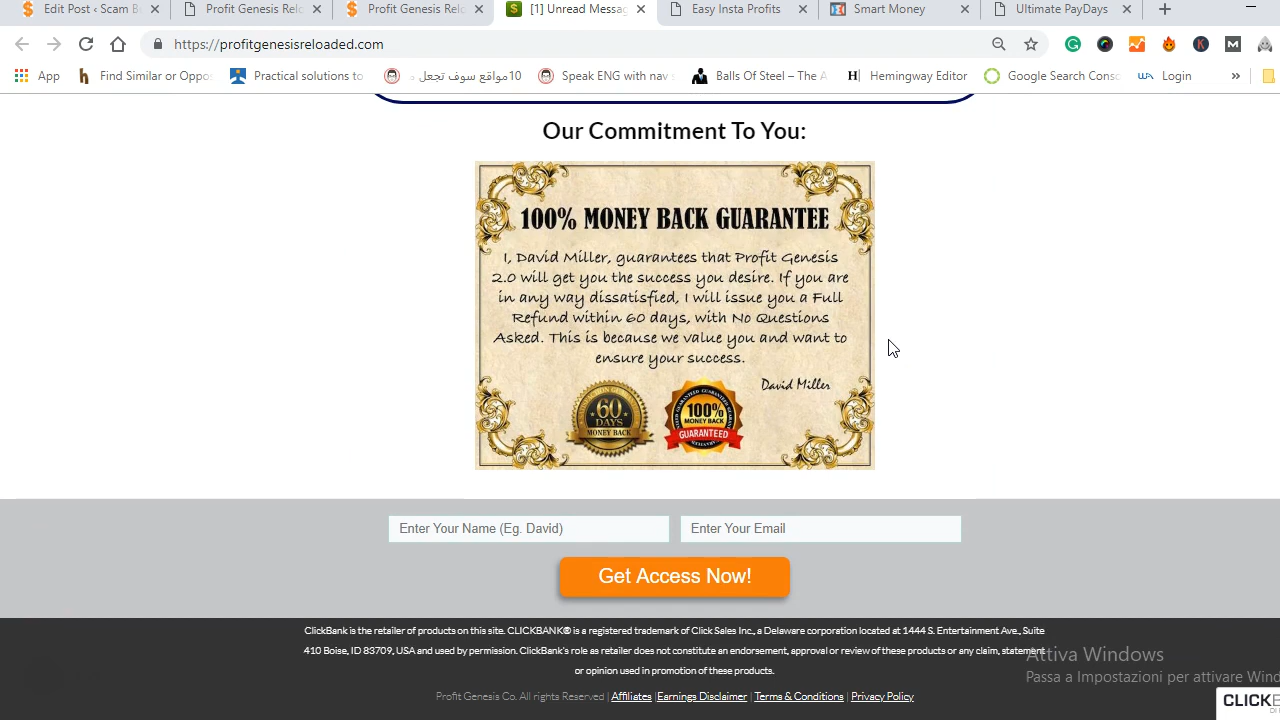 Edit Post ‹ Scam B
Profit Genesis Relo
Profit Genesis Relo
[1] Unread Messa
Easy Insta Profits
Smart Money
Ultimate PayDays
https://profitgenesisreloaded.com
App
Find Similar or Oppos
Practical solutions to
10مواقع سوف تجعل
Speak ENG with nav
Balls Of Steel – The A
Hemingway Editor
Google Search Conso
Login
»
Our Commitment To You:
100% MONEY BACK GUARANTEE
I, David Miller, guarantees that Profit Genesis
2.0 will get you the success you desire. If you are
in any way dissatisfied, I will issue you a Full
Refund within 60 days, with No Questions
Asked. This is because we value you and want to
ensure your success.
David Miller
60
DAYS
MONEY BACK
100%
MONEY BACK
GUARANTEED
Enter Your Name (Eg. David)
Enter Your Email
Get Access Now!
ClickBank is the retailer of products on this site. CLICKBANK® is a registered trademark of Click Sales Inc., a Delaware corporation located at 1444 S. Entertainment Ave., Suite
410 Boise, ID 83709, USA and used by permission. ClickBank's role as retailer does not constitute an endorsement, approval or review of these products or any claim, statement
or opinion used in promotion of these products.
Profit Genesis Co. All rights Reserved | Affiliates |Earnings Disclaimer | Terms & Conditions | Privacy Policy
Attiva Windows
Passa a Impostazioni per attivare Wind
CLICKB